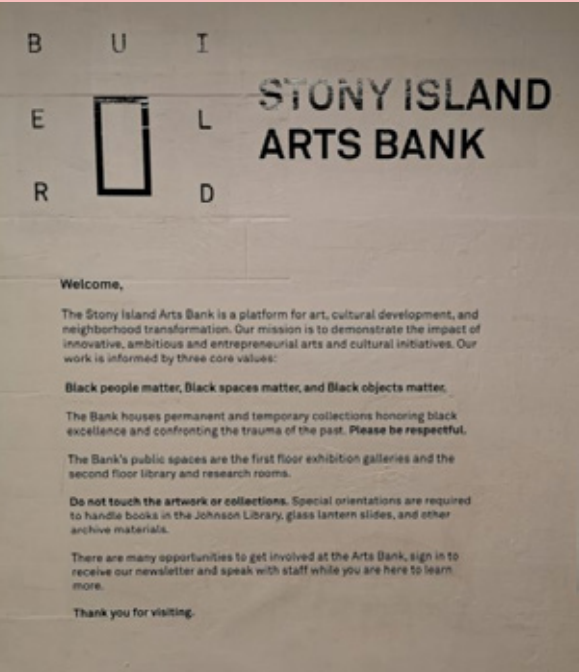 B U I
STONY ISLAND
E L
ARTS BANK
R D
Welcome,
The Stony Island Arts Bank is a platform for art, cultural development, and
neighborhood transformation. Our mission is to demonstrate the impact of
innovative, ambitious and entrepreneurial arts and cultural initiatives. Our
work is informed by three core values:
Black people matter, Black spaces matter, and Black objects matter.
The Bank houses permanent and temporary collections honoring black
excellence and confronting the trauma of the past. Please be respectful.
The Bank's public spaces are the first floor exhibition galleries and the
second floor library and research rooms.
Do not touch the artwork or collections. Special orientations are required
to handle books in the Johnson Library, glass lantern slides, and other
archive materials.
There are many opportunities to get involved at the Arts Bank, sign in to
receive our newsletter and speak with staff while you are here to learn
more.
Thank you for visiting.